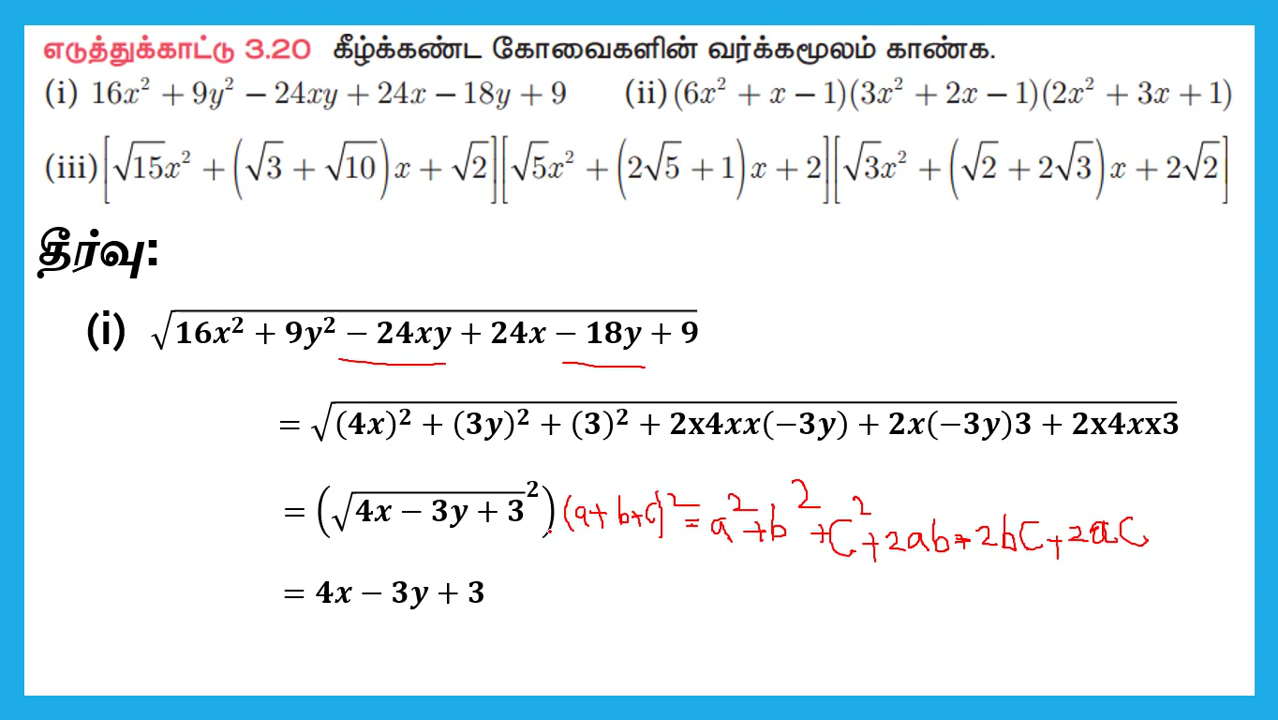 எடுத்துக்காட்டு 3.20 கீழ்க்கண்ட கோவைகளின் வர்க்கமூலம் காண்க.
(i) 16x² + 9y² − 24xy + 24x − 18y + 9 (ii) (6x² + x − 1)(3x² + 2x − 1)(2x² + 3x + 1)
(iii) [√15x² + (√3 + √10)x + √2][√5x² + (2√5 + 1)x + 2][√3x² + (√2 + 2√3)x + 2√2]
தீர்வு:
(i) √(16x² + 9y² − 24xy + 24x − 18y + 9)
= √((4x)² + (3y)² + (3)² + 2x4xx(−3y) + 2x(−3y)3 + 2x4xx3)
= (√(4x − 3y + 3)²) (a+b+c)² = a²+b²+c²+2ab+2bc+2ac
= 4x − 3y + 3